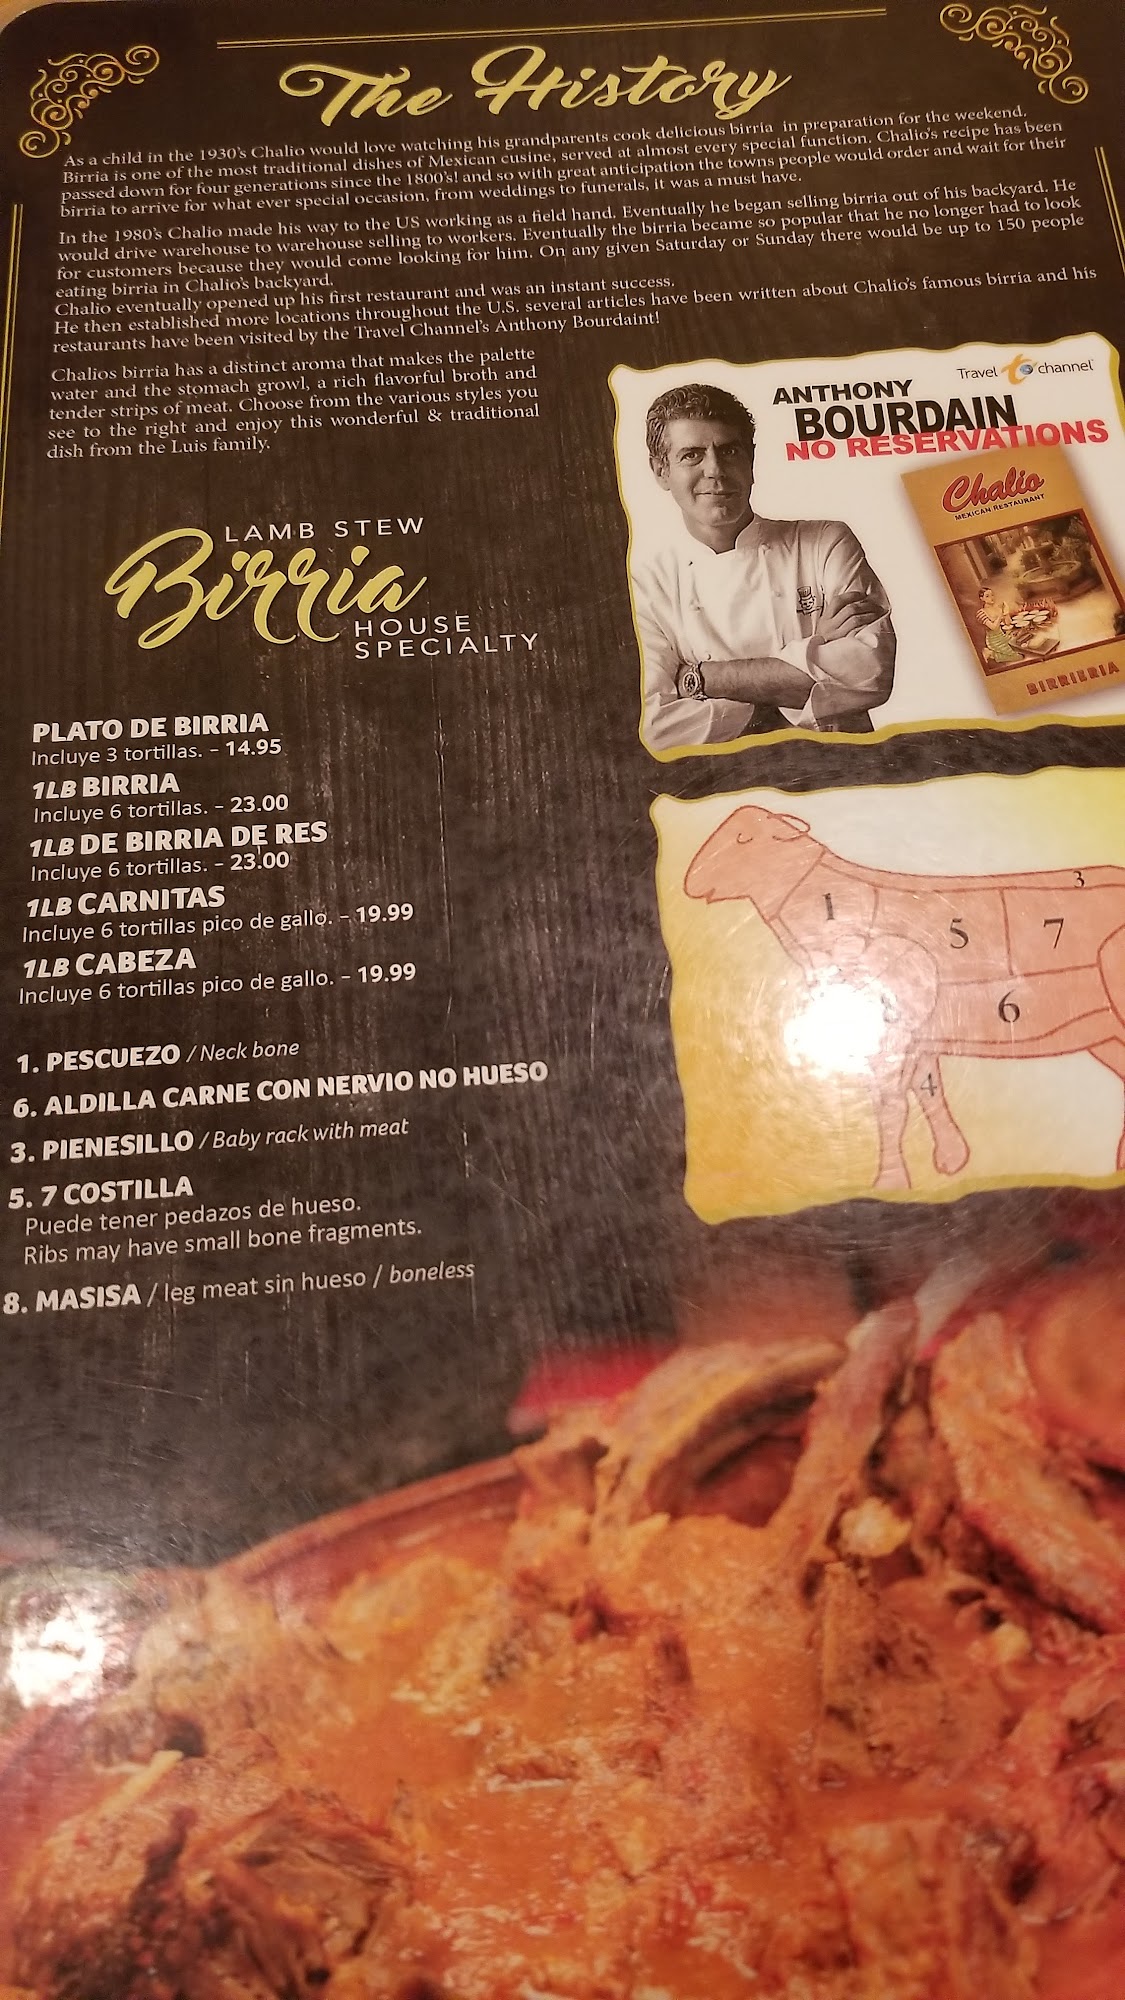 The History
As a child in the 1930's Chalio would love watching his grandparents cook delicious birria in preparation for the weekend.
Birria is one of the most traditional dishes of Mexican cusine, served at almost every special function. Chalio's recipe has been
passed down for four generations since the 1800's! and so with great anticipation the towns people would order and wait for their
birria to arrive for what ever special occasion, from weddings to funerals, it was a must have.
In the 1980's Chalio made his way to the US working as a field hand. Eventually he began selling birria out of his backyard. He
would drive warehouse to warehouse selling to workers. Eventually the birria became so popular that he no longer had to look
for customers because they would come looking for him. On any given Saturday or Sunday there would be up to 150 people
eating birria in Chalio's backyard.
Chalio eventually opened up his first restaurant and was an instant success.
He then established more locations throughout the U.S. several articles have been written about Chalio's famous birria and his
restaurants have been visited by the Travel Channel's Anthony Bourdaint!
Chalios birria has a distinct aroma that makes the palette
water and the stomach growl, a rich flavorful broth and
tender strips of meat. Choose from the various styles you
see to the right and enjoy this wonderful & traditional
dish from the Luis family.
Travel channel
ANTHONY
BOURDAIN
NO RESERVATIONS
Chalio
MEXICAN RESTAURANT
BIRRIERIA
LAMB STEW
Birria
HOUSE
SPECIALTY
PLATO DE BIRRIA
Incluye 3 tortillas. - 14.95
1LB BIRRIA
Incluye 6 tortillas. - 23.00
1LB DE BIRRIA DE RES
Incluye 6 tortillas. - 23.00
1LB CARNITAS
Incluye 6 tortillas pico de gallo. - 19.99
1LB CABEZA
Incluye 6 tortillas pico de gallo. - 19.99
1. PESCUEZO / Neck bone
6. ALDILLA CARNE CON NERVIO NO HUESO
3. PIENESILLO / Baby rack with meat
5. 7 COSTILLA
Puede tener pedazos de hueso.
Ribs may have small bone fragments.
8. MASISA / leg meat sin hueso / boneless
3
1
5
7
6
8
4